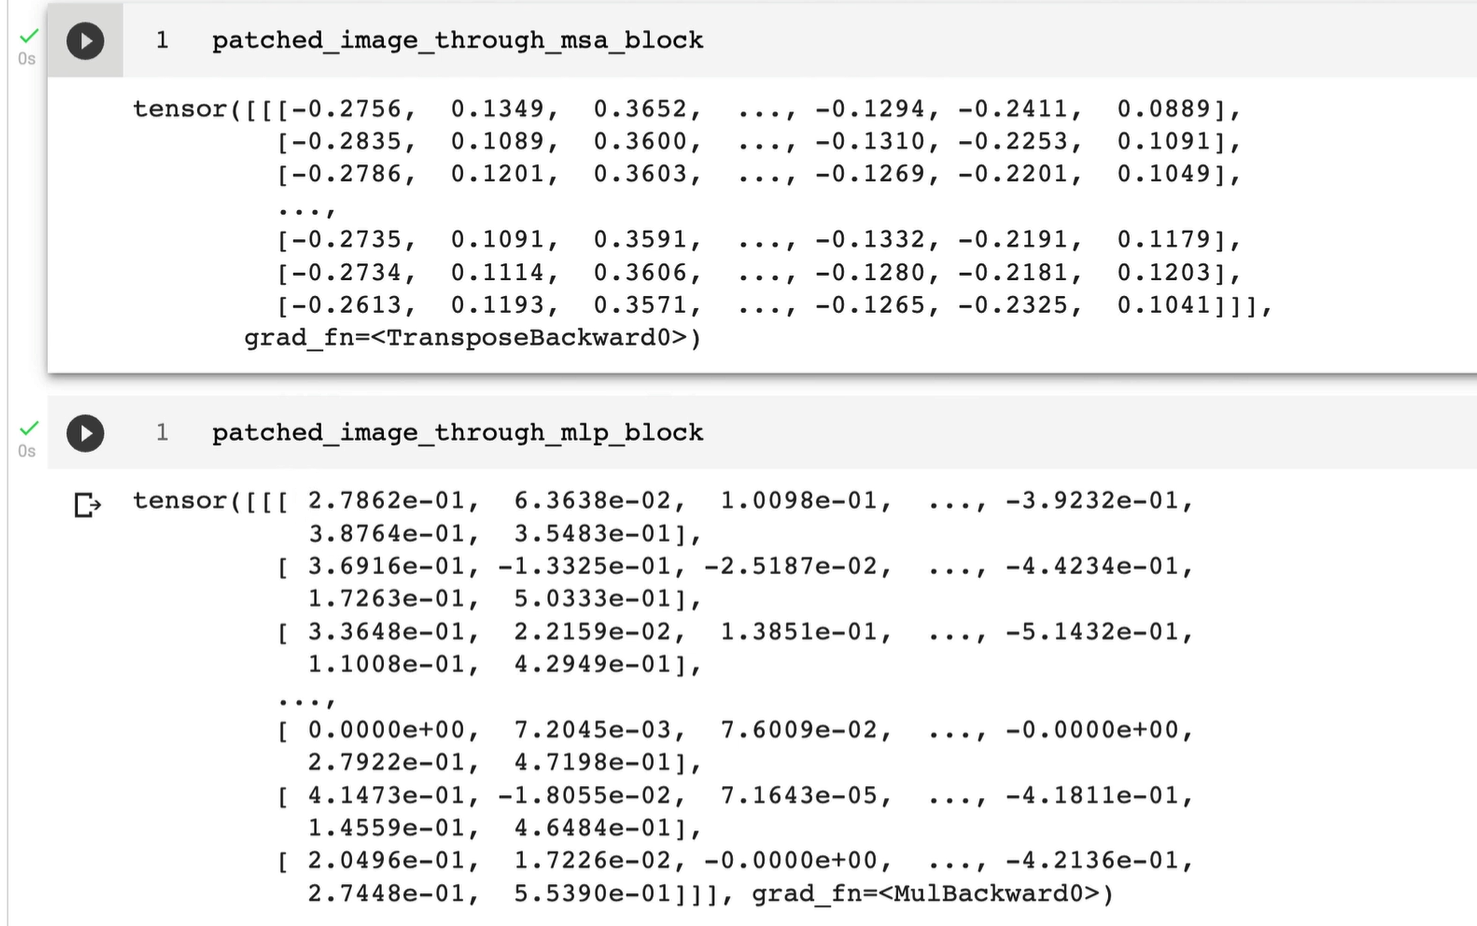 0s
1 patched_image_through_msa_block
tensor([[[-0.2756, 0.1349, 0.3652, ..., -0.1294, -0.2411, 0.0889],
[-0.2835, 0.1089, 0.3600, ..., -0.1310, -0.2253, 0.1091],
[-0.2786, 0.1201, 0.3603, ..., -0.1269, -0.2201, 0.1049],
...,
[-0.2735, 0.1091, 0.3591, ..., -0.1332, -0.2191, 0.1179],
[-0.2734, 0.1114, 0.3606, ..., -0.1280, -0.2181, 0.1203],
[-0.2613, 0.1193, 0.3571, ..., -0.1265, -0.2325, 0.1041]]],
grad_fn=<TransposeBackward0>)
0s
1 patched_image_through_mlp_block
tensor([[[ 2.7862e-01, 6.3638e-02, 1.0098e-01, ..., -3.9232e-01,
3.8764e-01, 3.5483e-01],
[ 3.6916e-01, -1.3325e-01, -2.5187e-02, ..., -4.4234e-01,
1.7263e-01, 5.0333e-01],
[ 3.3648e-01, 2.2159e-02, 1.3851e-01, ..., -5.1432e-01,
1.1008e-01, 4.2949e-01],
...,
[ 0.0000e+00, 7.2045e-03, 7.6009e-02, ..., -0.0000e+00,
2.7922e-01, 4.7198e-01],
[ 4.1473e-01, -1.8055e-02, 7.1643e-05, ..., -4.1811e-01,
1.4559e-01, 4.6484e-01],
[ 2.0496e-01, 1.7226e-02, -0.0000e+00, ..., -4.2136e-01,
2.7448e-01, 5.5390e-01]]], grad_fn=<MulBackward0>)